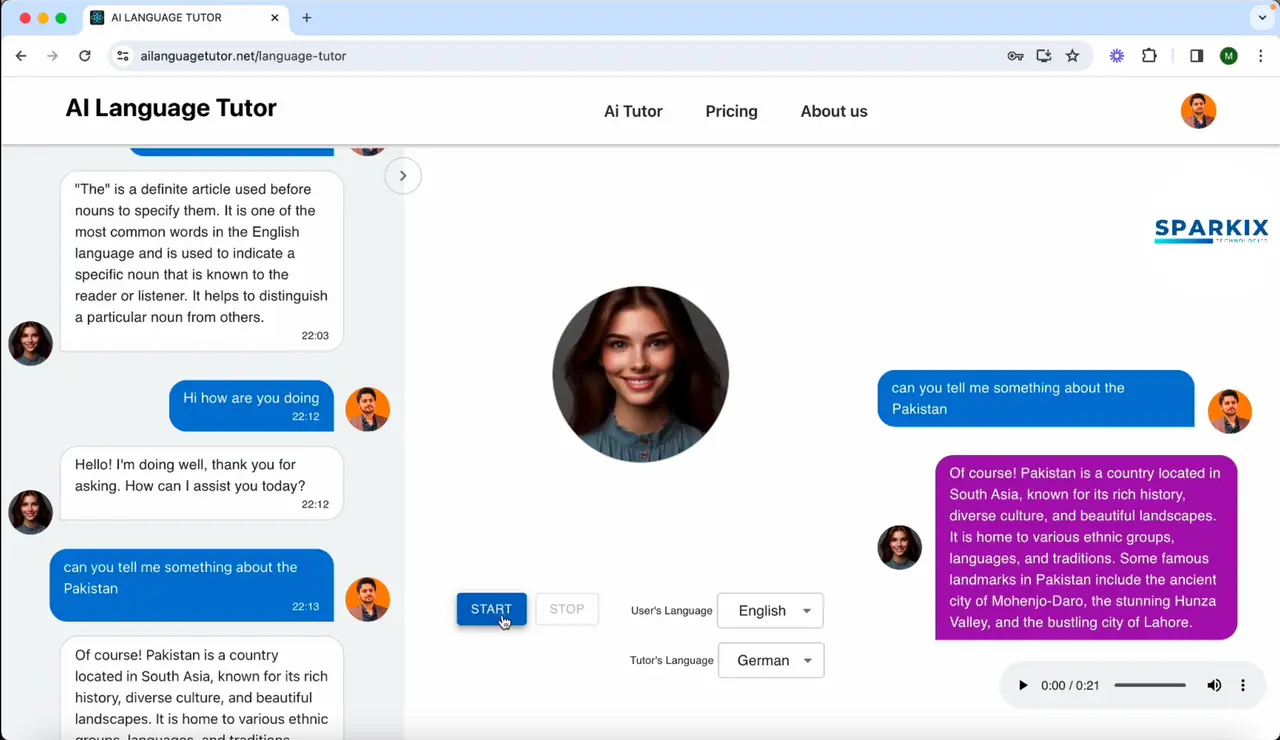 AI LANGUAGE TUTOR
ailanguagetutor.net/language-tutor
M
AI Language Tutor
Ai Tutor
Pricing
About us
"The" is a definite article used before
nouns to specify them. It is one of the
most common words in the English
language and is used to indicate a
specific noun that is known to the
reader or listener. It helps to distinguish
a particular noun from others.
22:03
Hi how are you doing
22:12
Hello! I'm doing well, thank you for
asking. How can I assist you today?
22:12
can you tell me something about the
Pakistan
22:13
Of course! Pakistan is a country
located in South Asia, known for its rich
history, diverse culture, and beautiful
landscapes. It is home to various ethnic
groups, languages, and traditions.
START
STOP
User's Language
English
Tutor's Language
German
SPARKIX
TECHNOLOGIES
can you tell me something about the
Pakistan
Of course! Pakistan is a country located in
South Asia, known for its rich history,
diverse culture, and beautiful landscapes.
It is home to various ethnic groups,
languages, and traditions. Some famous
landmarks in Pakistan include the ancient
city of Mohenjo-Daro, the stunning Hunza
Valley, and the bustling city of Lahore.
0:00 / 0:21